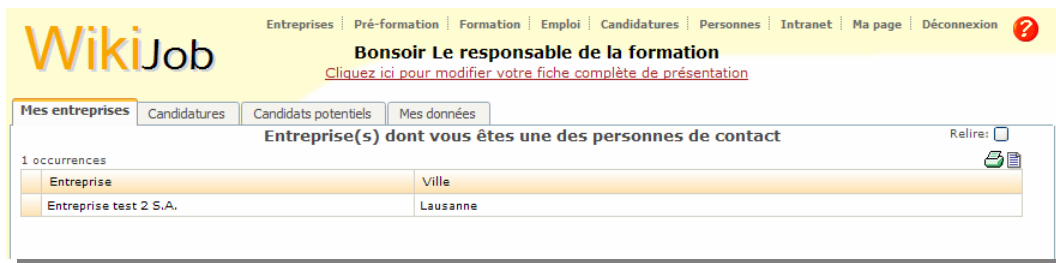 WikiJob
Entreprises Pré-formation Formation Emploi Candidatures Personnes Intranet Ma page Déconnexion ?
Bonsoir Le responsable de la formation
Cliquez ici pour modifier votre fiche complète de présentation
Mes entreprises Candidatures Candidats potentiels Mes données
Entreprise(s) dont vous êtes une des personnes de contact Relire:
1 occurrences
Entreprise Ville
Entreprise test 2 S.A. Lausanne